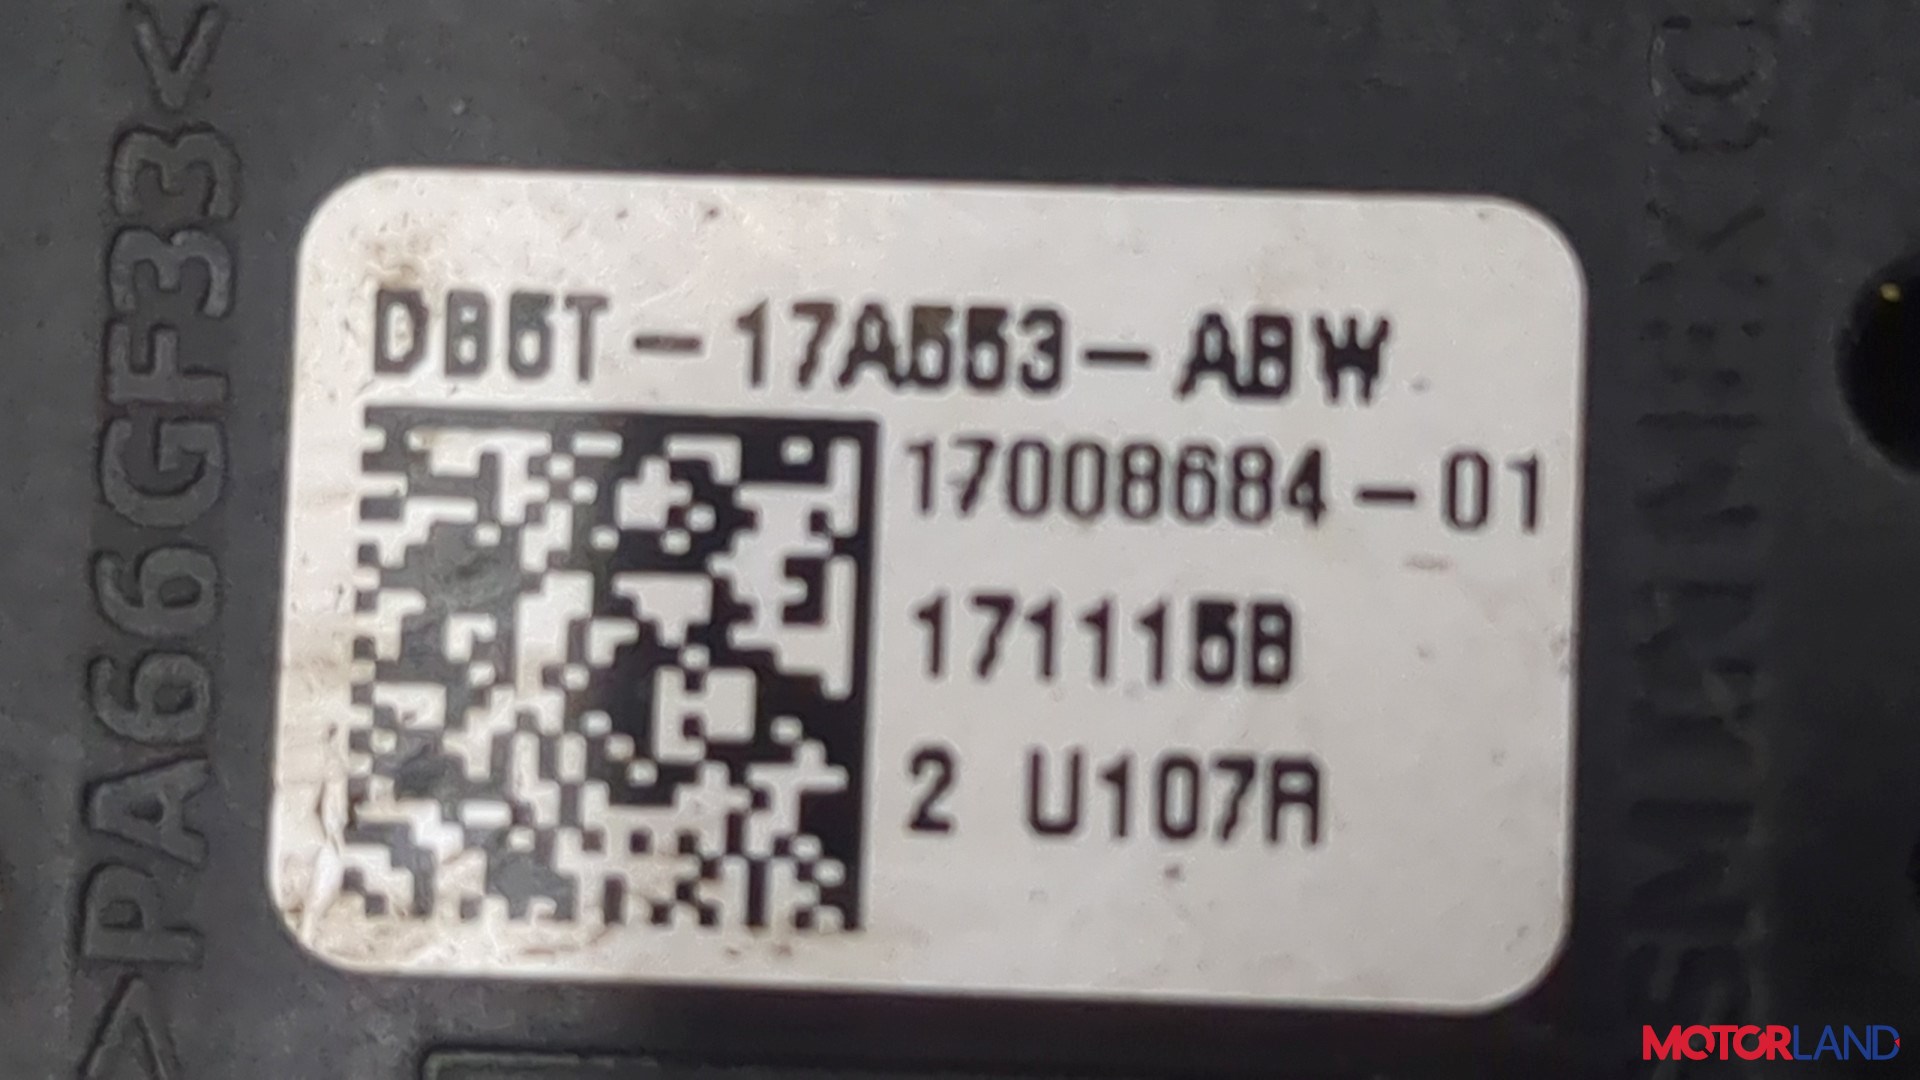 DB5T-17A553-ABW
17008684-01
171115B
2 U107R
>PA66GF33<
MOTORLAND